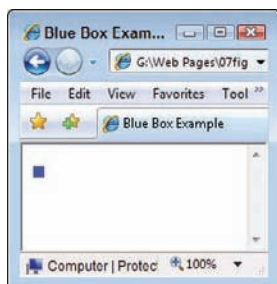 Blue Box Exam...
G:\Web Pages\07fig
File Edit View Favorites Tool
Blue Box Example
Computer | Protec 100%